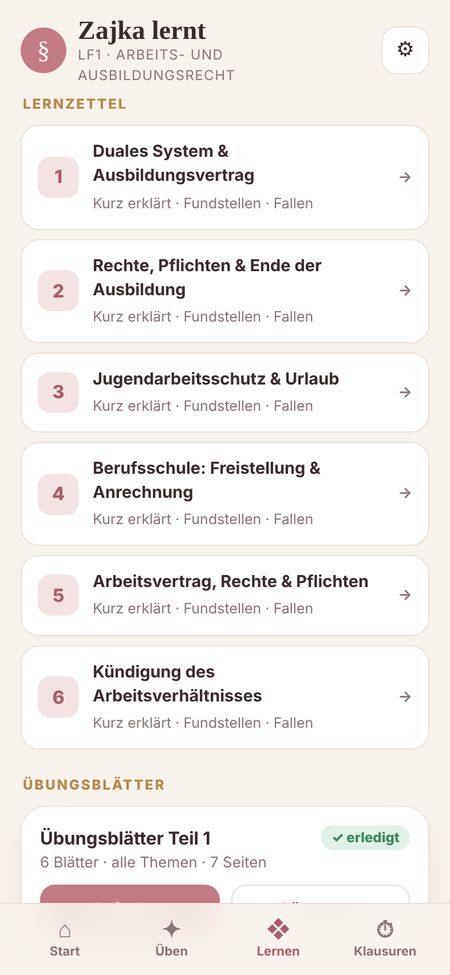 §
Zajka lernt
LF1 · ARBEITS- UND
AUSBILDUNGSRECHT
LERNZETTEL
1
Duales System &
Ausbildungsvertrag
Kurz erklärt · Fundstellen · Fallen
→
2
Rechte, Pflichten & Ende der
Ausbildung
Kurz erklärt · Fundstellen · Fallen
→
3
Jugendarbeitsschutz & Urlaub
Kurz erklärt · Fundstellen · Fallen
→
4
Berufsschule: Freistellung &
Anrechnung
Kurz erklärt · Fundstellen · Fallen
→
5
Arbeitsvertrag, Rechte & Pflichten
Kurz erklärt · Fundstellen · Fallen
→
6
Kündigung des
Arbeitsverhältnisses
Kurz erklärt · Fundstellen · Fallen
→
ÜBUNGSBLÄTTER
Übungsblätter Teil 1
✓ erledigt
6 Blätter · alle Themen · 7 Seiten
Start
Üben
Lernen
Klausuren